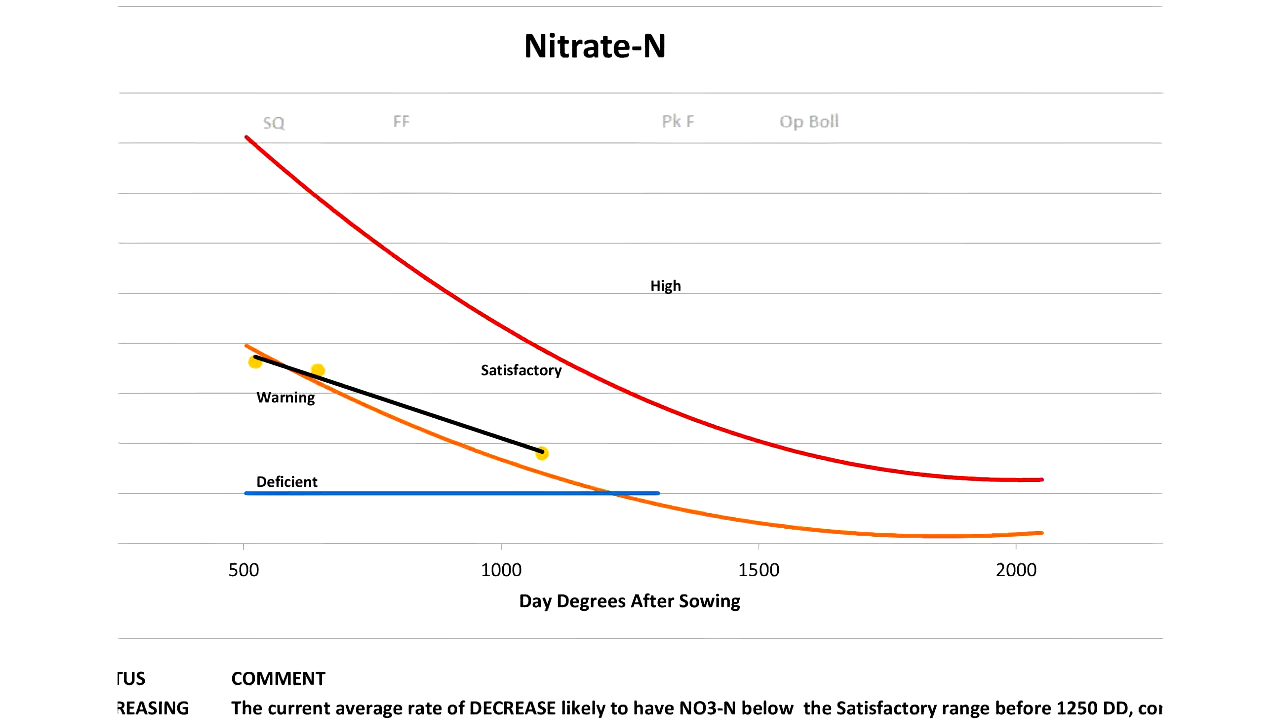 Nitrate-N
SQ FF Pk F Op Boll
High
Satisfactory
Warning
Deficient
500 1000 1500 2000
Day Degrees After Sowing
TUS COMMENT
REASING The current average rate of DECREASE likely to have NO3-N below the Satisfactory range before 1250 DD, cor